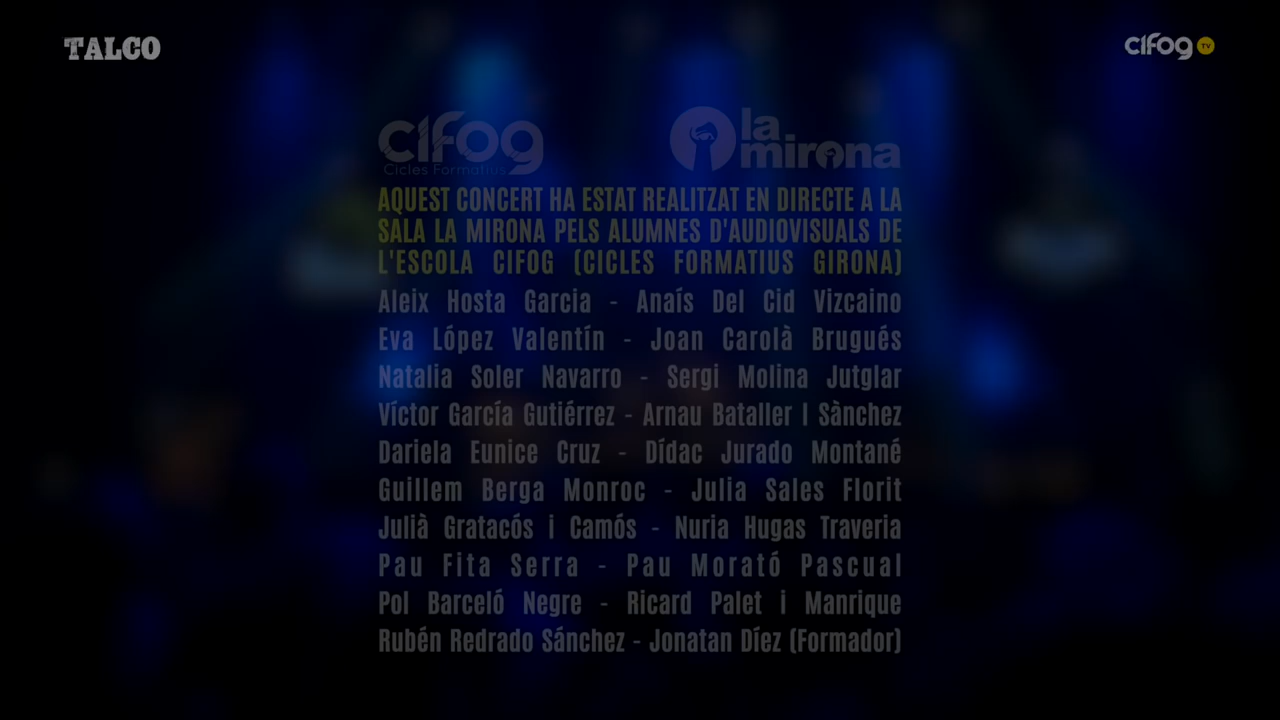 TALCO
cifog TV
cifog
Cicles Formatius
la
mirona
AQUEST CONCERT HA ESTAT REALITZAT EN DIRECTE A LA
SALA LA MIRONA PELS ALUMNES D'AUDIOVISUALS DE
L'ESCOLA CIFOG (CICLES FORMATIUS GIRONA)
Aleix Hosta Garcia - Anaís Del Cid Vizcaino
Eva López Valentín - Joan Carolà Brugués
Natalia Soler Navarro - Sergi Molina Jutglar
Víctor García Gutiérrez - Arnau Bataller I Sànchez
Dariela Eunice Cruz - Dídac Jurado Montané
Guillem Berga Monroc - Julia Sales Florit
Julià Gratacós i Camós - Nuria Hugas Traveria
Pau Fita Serra - Pau Morató Pascual
Pol Barceló Negre - Ricard Palet i Manrique
Rubén Redrado Sánchez - Jonatan Díez (Formador)